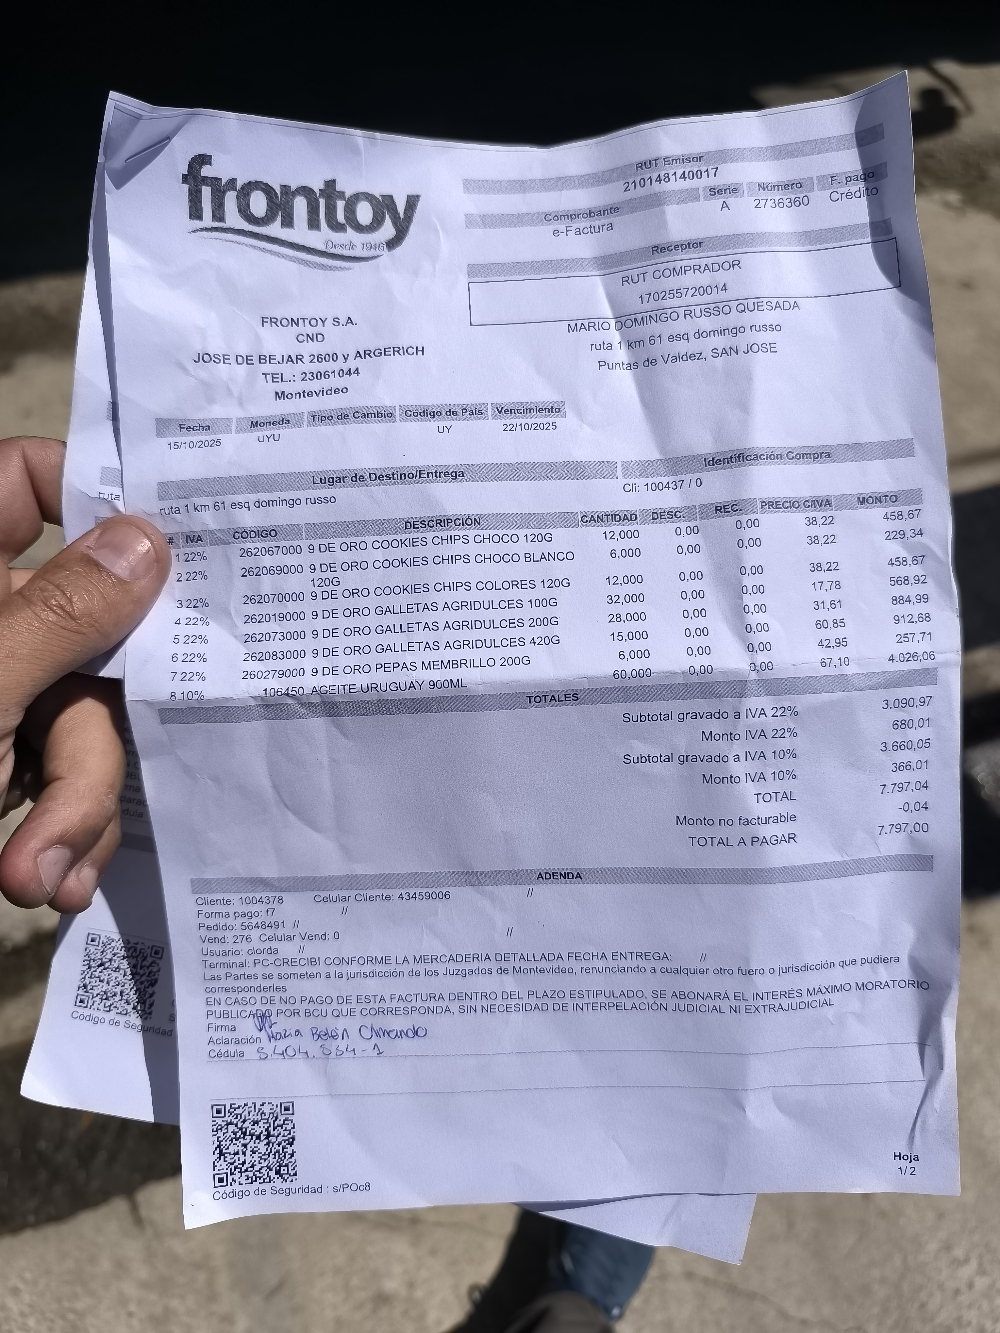 frontoy
Desde 1946
RUT Emisor
210148140017
Comprobante Serie Número F. pago
e-Factura A 2736360 Crédito
Receptor
RUT COMPRADOR
170255720014
MARIO DOMINGO RUSSO QUESADA
ruta 1 km 61 esq domingo russo
Puntas de Valdez, SAN JOSE
FRONTOY S.A.
CND
JOSE DE BEJAR 2600 y ARGERICH
TEL.: 23061044
Montevideo
Fecha Moneda Tipo de Cambio Código de País Vencimiento
15/10/2025 UYU UY 22/10/2025
Lugar de Destino/Entrega Identificación Compra
ruta 1 km 61 esq domingo russo Cli: 100437 / 0
# IVA CÓDIGO DESCRIPCIÓN CANTIDAD DESC. REC. PRECIO C/IVA MONTO
1 22% 262067000 9 DE ORO COOKIES CHIPS CHOCO 120G 12,000 0,00 0,00 38,22 458,67
2 22% 262069000 9 DE ORO COOKIES CHIPS CHOCO BLANCO 6,000 0,00 0,00 38,22 229,34
120G
3 22% 262070000 9 DE ORO COOKIES CHIPS COLORES 120G 12,000 0,00 0,00 38,22 458,67
4 22% 262019000 9 DE ORO GALLETAS AGRIDULCES 100G 32,000 0,00 0,00 17,78 568,92
5 22% 262073000 9 DE ORO GALLETAS AGRIDULCES 200G 28,000 0,00 0,00 31,61 884,99
6 22% 262083000 9 DE ORO GALLETAS AGRIDULCES 420G 15,000 0,00 0,00 60,85 912,68
7 22% 260279000 9 DE ORO PEPAS MEMBRILLO 200G 6,000 0,00 0,00 42,95 257,71
8 10% 106450 ACEITE URUGUAY 900ML 60,000 0,00 0,00 67,10 4.026,06
TOTALES
Subtotal gravado a IVA 22% 3.090,97
Monto IVA 22% 680,01
Subtotal gravado a IVA 10% 3.660,05
Monto IVA 10% 366,01
TOTAL 7.797,04
Monto no facturable -0,04
TOTAL A PAGAR 7.797,00
ADENDA
Cliente: 1004378 Celular Cliente: 43459006 //
Forma pago: f7 //
Pedido: 5648491 //
Vend: 276 Celular Vend: 0 //
Usuario: clorda //
Terminal: PC-CRECIBI CONFORME LA MERCADERIA DETALLADA FECHA ENTREGA: //
Las Partes se someten a la jurisdicción de los Juzgados de Montevideo, renunciando a cualquier otro fuero o jurisdicción que pudiera
corresponderles
EN CASO DE NO PAGO DE ESTA FACTURA DENTRO DEL PLAZO ESTIPULADO, SE ABONARÁ EL INTERÉS MÁXIMO MORATORIO
PUBLICADO POR BCU QUE CORRESPONDA, SIN NECESIDAD DE INTERPELACIÓN JUDICIAL NI EXTRAJUDICIAL
Firma
Aclaración Belén
Cédula
Código de Seguridad : s/POc8
Hoja
1/2
ruta
Código de Seguridad